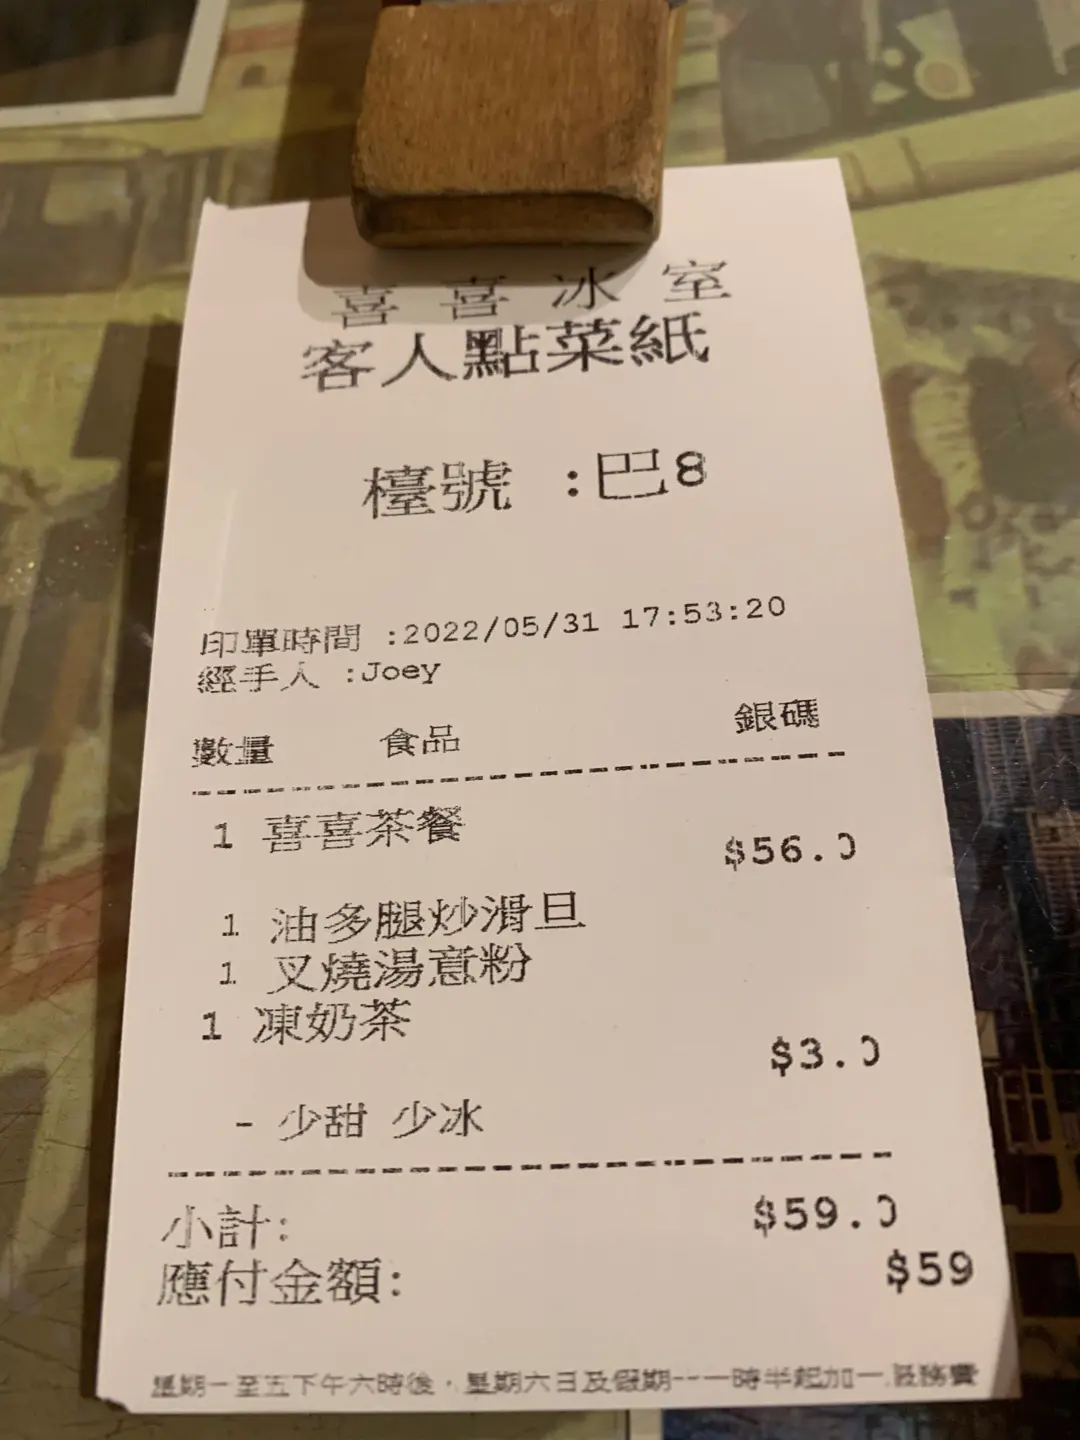 喜喜冰室
客人點菜紙
檯號 :巴8
印單時間 :2022/05/31 17:53:20
經手人 :Joey
數量 食品 銀碼
1 喜喜茶餐 $56.0
1 油多腿炒滑旦
1 叉燒湯意粉
1 凍奶茶 $3.0
- 少甜 少冰
小計: $59.0
應付金額: $59
星期一至五下午六時後，星期六日及假期--一時半起加一服務費